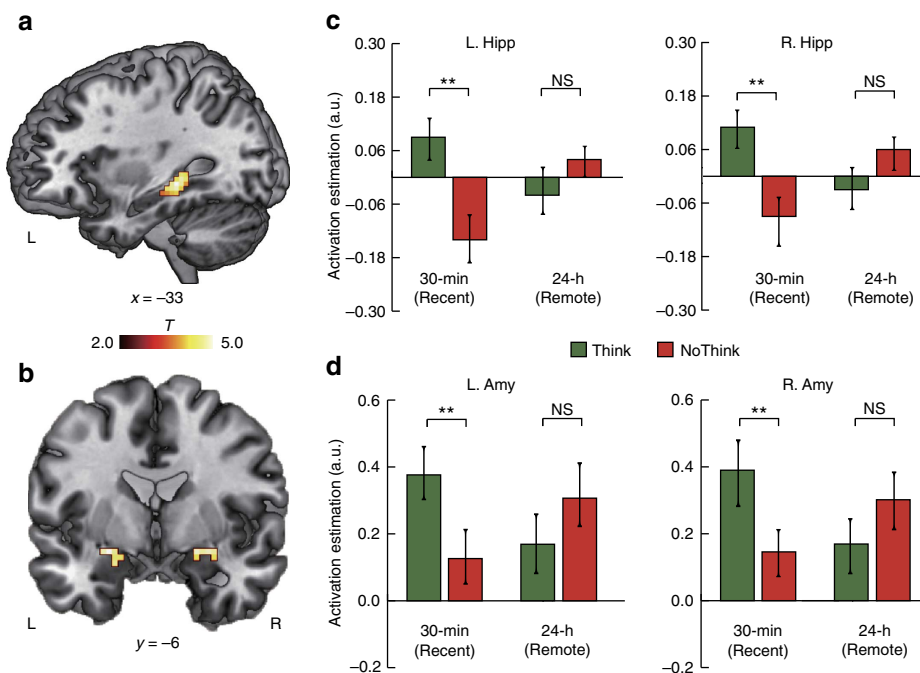 a
L
x = –33
T
2.0 5.0
b
L R
y = –6
c
L. Hipp R. Hipp
Activation estimation (a.u.)
0.30 0.30
0.18 0.18
0.06 0.06
–0.06 –0.06
–0.18 –0.18
–0.30 –0.30
** NS ** NS
30-min 24-h 30-min 24-h
(Recent) (Remote) (Recent) (Remote)
Think NoThink
d
L. Amy R. Amy
Activation estimation (a.u.)
0.6 0.6
0.4 0.4
0.2 0.2
0.0 0.0
–0.2 –0.2
** NS ** NS
30-min 24-h 30-min 24-h
(Recent) (Remote) (Recent) (Remote)